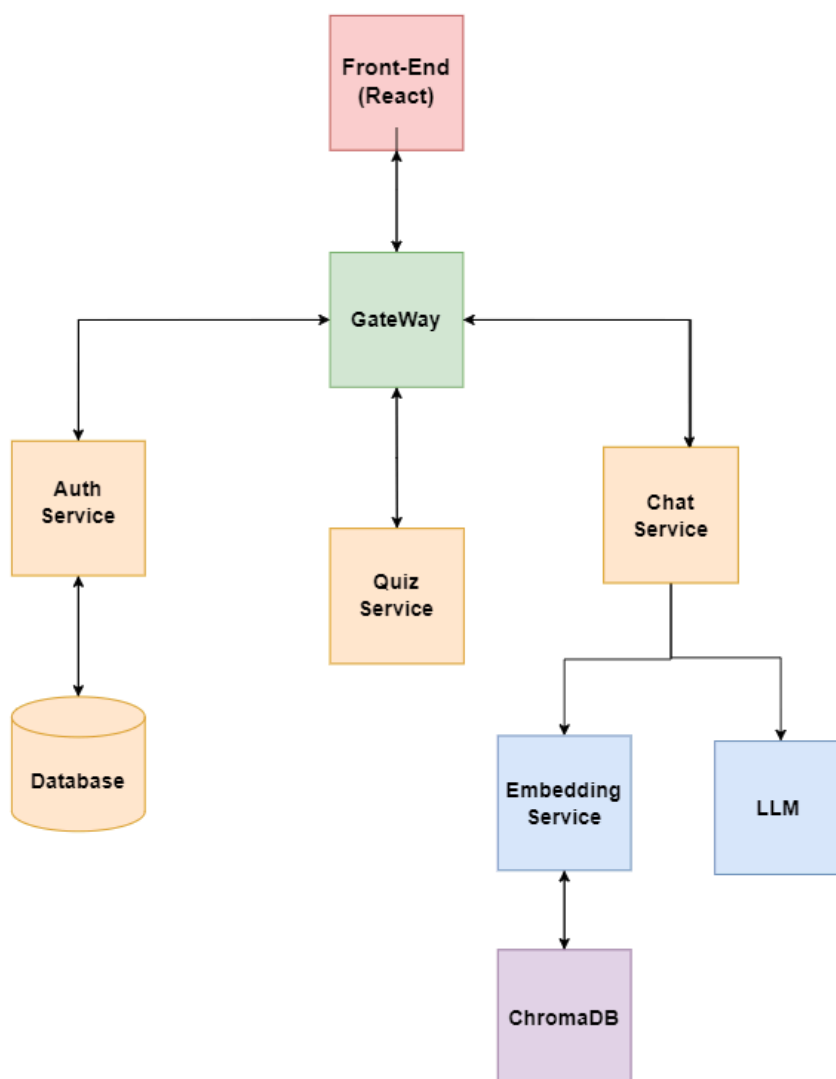 Front-End
(React)
GateWay
Auth
Service
Quiz
Service
Chat
Service
Database
Embedding
Service
LLM
ChromaDB